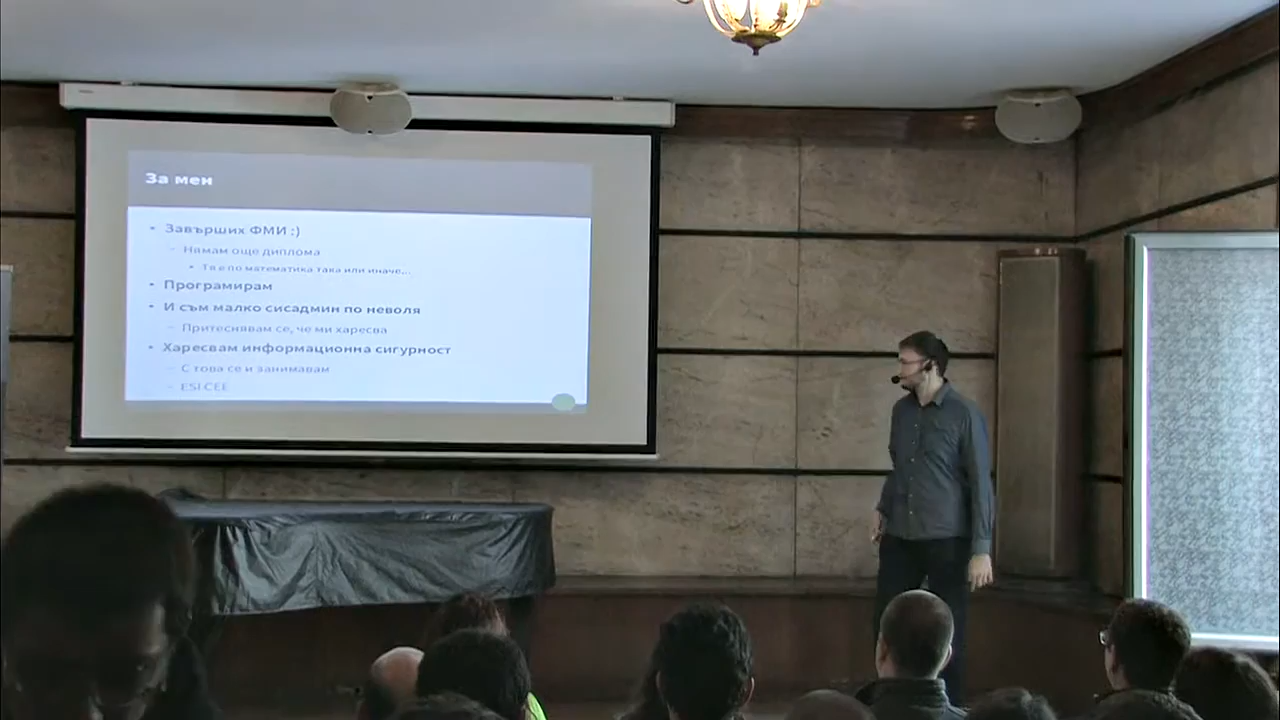 За мен
Завърших ФМИ :)
Нямам още диплома
Тя е по математика така или иначе...
Програмирам
И съм малко сисадмин по неволя
Притеснявам се, че ми харесва
Харесвам информационна сигурност
С това се и занимавам
ESI CEE